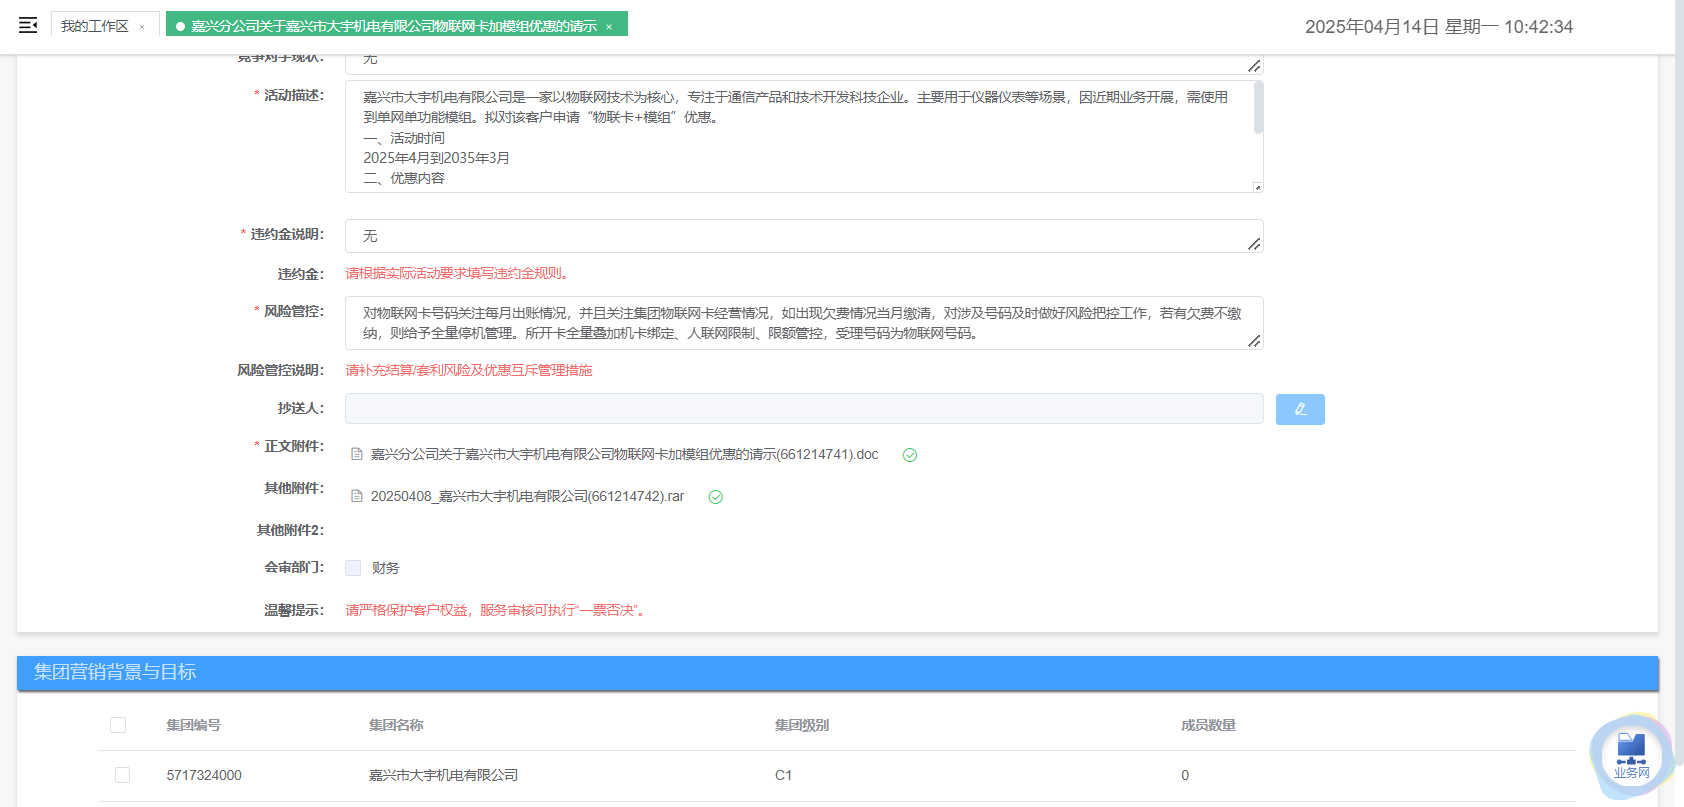 我的工作区 ×
嘉兴分公司关于嘉兴市大宇机电有限公司物联网卡加模组优惠的请示 ×
2025年04月14日 星期一 10:42:34
竞争对手现状：
无
* 活动描述：
嘉兴市大宇机电有限公司是一家以物联网技术为核心，专注于通信产品和技术开发科技企业。主要用于仪器仪表等场景，因近期业务开展，需使用
到单网单功能模组。拟对该客户申请“物联卡+模组”优惠。
一、活动时间
2025年4月到2035年3月
二、优惠内容
* 违约金说明：
无
违约金：
请根据实际活动要求填写违约金规则。
* 风险管控：
对物联网卡号码关注每月出账情况，并且关注集团物联网卡经营情况，如出现欠费情况当月缴清，对涉及号码及时做好风险把控工作，若有欠费不缴
纳，则给予全量停机管理。所开卡全量叠加机卡绑定、人联网限制、限额管控，受理号码为物联网号码。
风险管控说明：
请补充结算/套利风险及优惠互斥管理措施
抄送人：
* 正文附件：
嘉兴分公司关于嘉兴市大宇机电有限公司物联网卡加模组优惠的请示(661214741).doc
其他附件：
20250408_嘉兴市大宇机电有限公司(661214742).rar
其他附件2：
会审部门：
财务
温馨提示：
请严格保护客户权益，服务审核可执行“一票否决”。
集团营销背景与目标
集团编号 集团名称 集团级别 成员数量
5717324000 嘉兴市大宇机电有限公司 C1 0
业务网